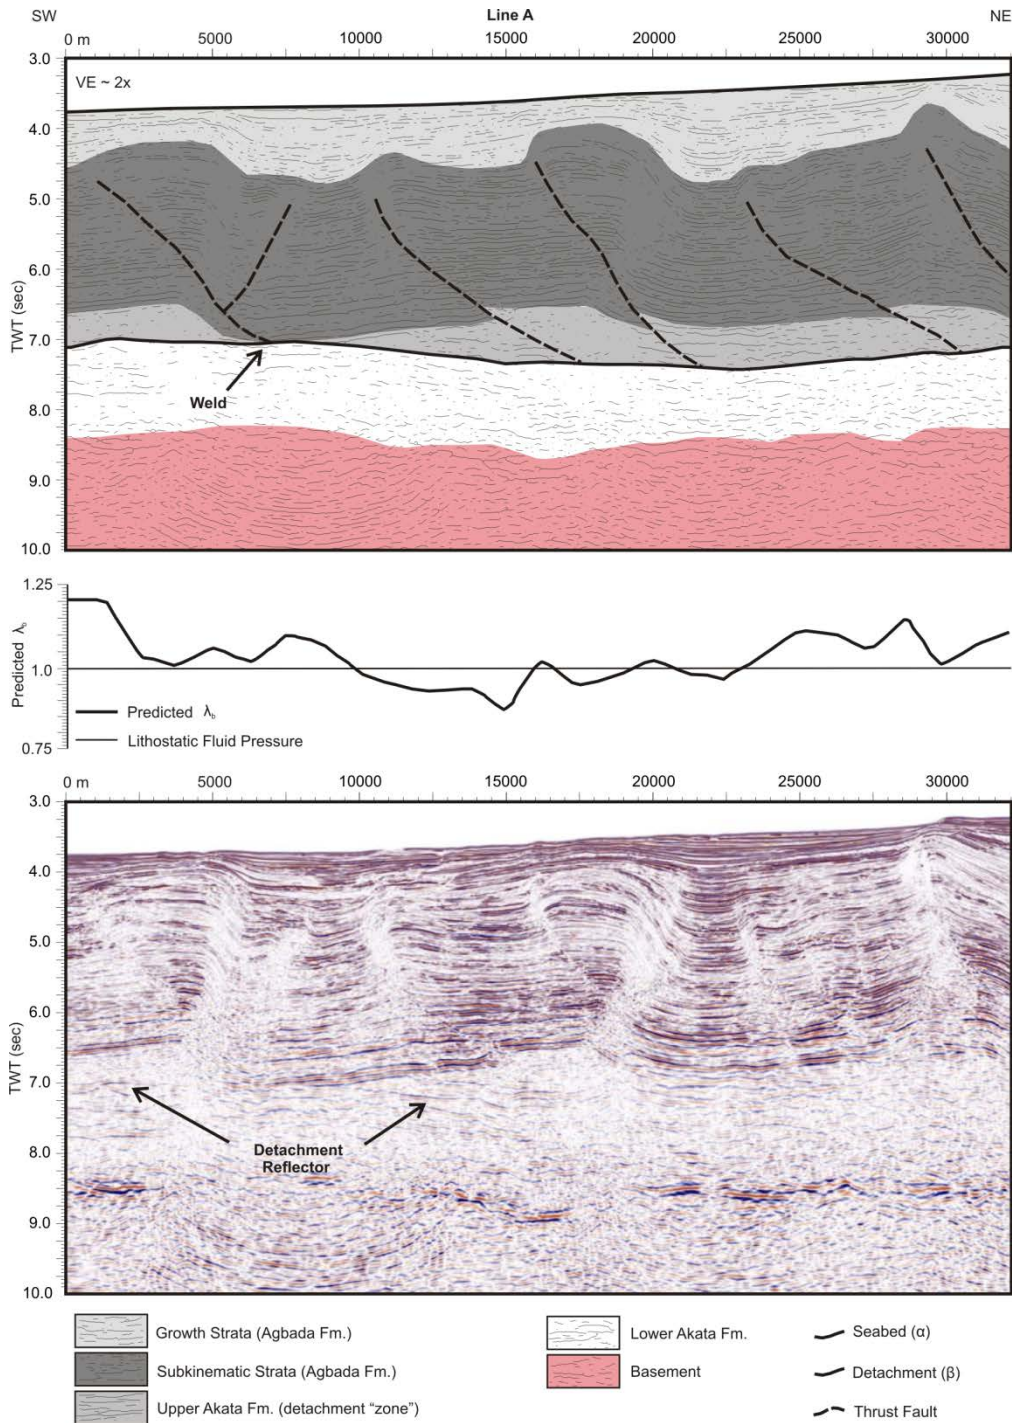 SW Line A NE
0 m 5000 10000 15000 20000 25000 30000
3.0
VE ~ 2x
4.0
5.0
6.0
TWT (sec)
7.0
Weld
8.0
9.0
10.0
1.25
Predicted λb
1.0
Predicted λb
Lithostatic Fluid Pressure
0.75
0 m 5000 10000 15000 20000 25000 30000
3.0
4.0
5.0
6.0
TWT (sec)
7.0
8.0
Detachment
Reflector
9.0
10.0
Growth Strata (Agbada Fm.) Lower Akata Fm. Seabed (α)
Subkinematic Strata (Agbada Fm.) Basement Detachment (β)
Upper Akata Fm. (detachment “zone”) Thrust Fault